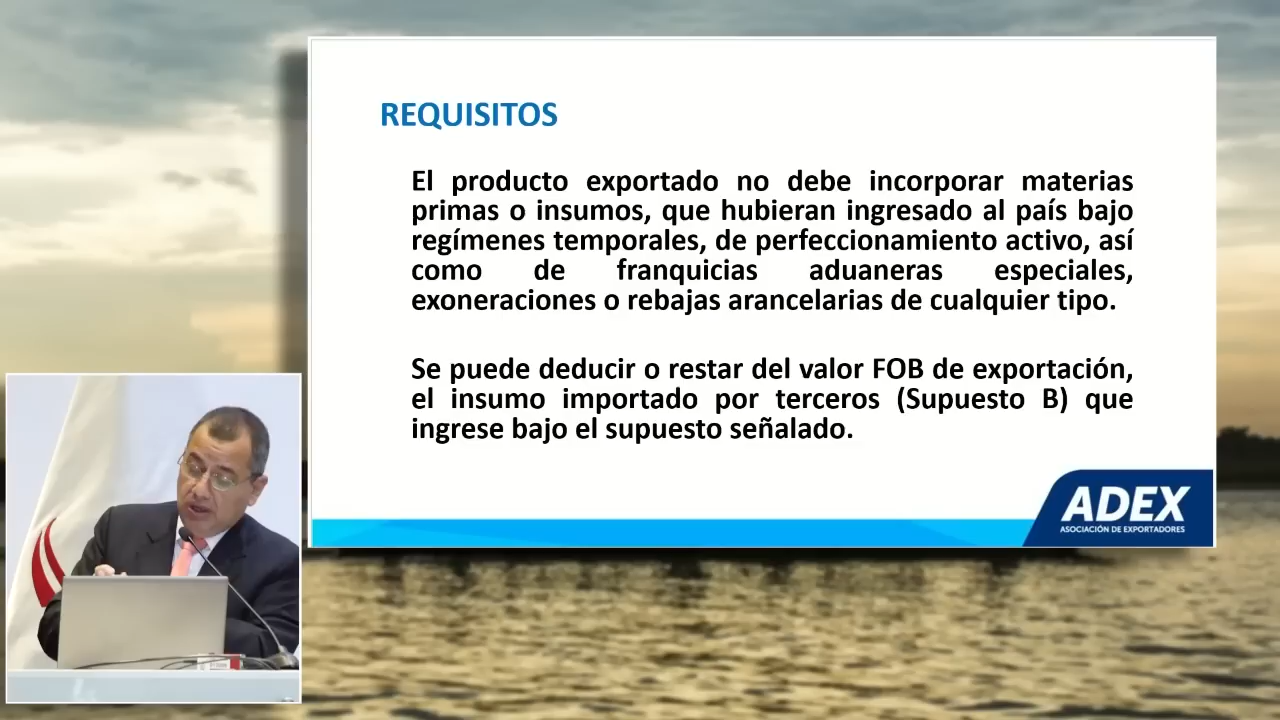 REQUISITOS
El producto exportado no debe incorporar materias
primas o insumos, que hubieran ingresado al país bajo
regímenes temporales, de perfeccionamiento activo, así
como de franquicias aduaneras especiales,
exoneraciones o rebajas arancelarias de cualquier tipo.
Se puede deducir o restar del valor FOB de exportación,
el insumo importado por terceros (Supuesto B) que
ingrese bajo el supuesto señalado.
ADEX
ASOCIACIÓN DE EXPORTADORES